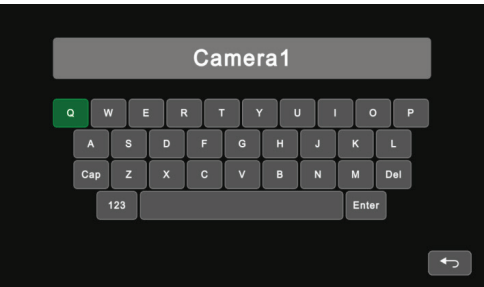 Camera1
Q W E R T Y U I O P
A S D F G H J K L
Cap Z X C V B N M Del
123 Enter